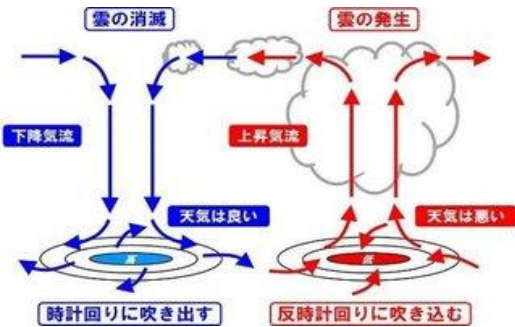 雲の消滅
雲の発生
下降気流
上昇気流
天気は良い
天気は悪い
高
低
時計回りに吹き出す
反時計回りに吹き込む